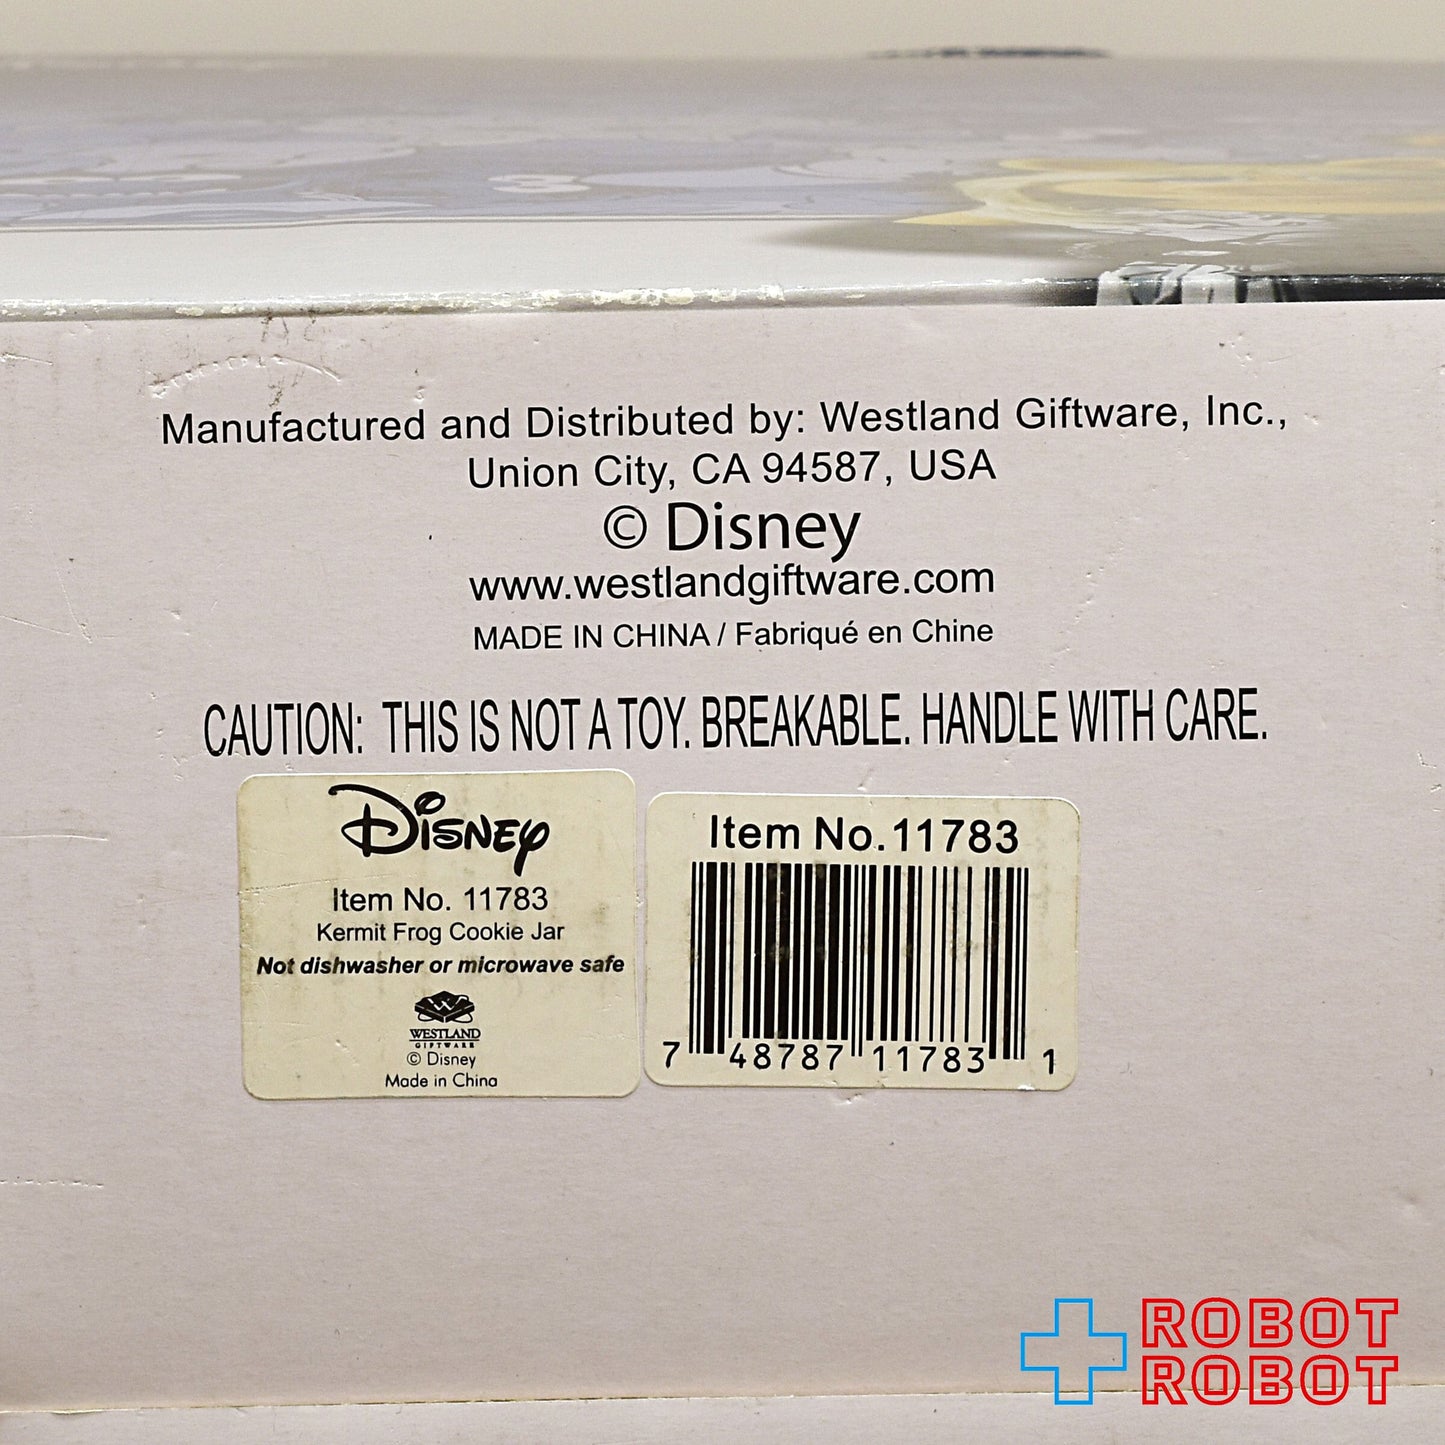 Manufactured and Distributed by: Westland Giftware, Inc.,
Union City, CA 94587, USA
© Disney
www.westlandgiftware.com
MADE IN CHINA / Fabriqué en Chine
CAUTION: THIS IS NOT A TOY. BREAKABLE. HANDLE WITH CARE.
Disney
Item No. 11783
Kermit Frog Cookie Jar
Not dishwasher or microwave safe
W
WESTLAND
GIFTWARE
© Disney
Made in China
Item No. 11783
7 48787 11783 1
ROBOT
ROBOT